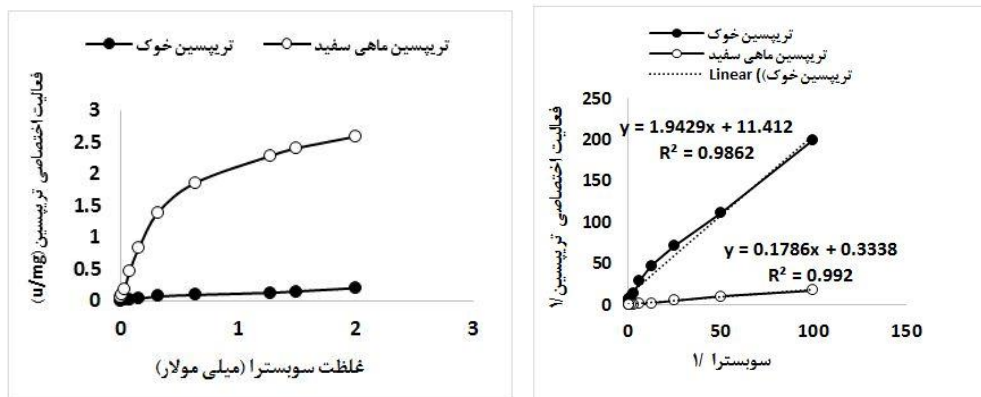 تریپسین خوک
تریپسین ماهی سفید
فعالیت اختصاصی تریپسین (u/mg)
3
2.5
2
1.5
1
0.5
0
0
1
2
3
غلظت سوبسترا (میلی مولار)
تریپسین خوک
تریپسین ماهی سفید
Linear (تریپسین خوک)
فعالیت اختصاصی تریپسین /۱
250
200
150
100
50
0
y = 1.9429x + 11.412
R² = 0.9862
y = 0.1786x + 0.3338
R² = 0.992
0
50
100
150
سوبسترا /۱